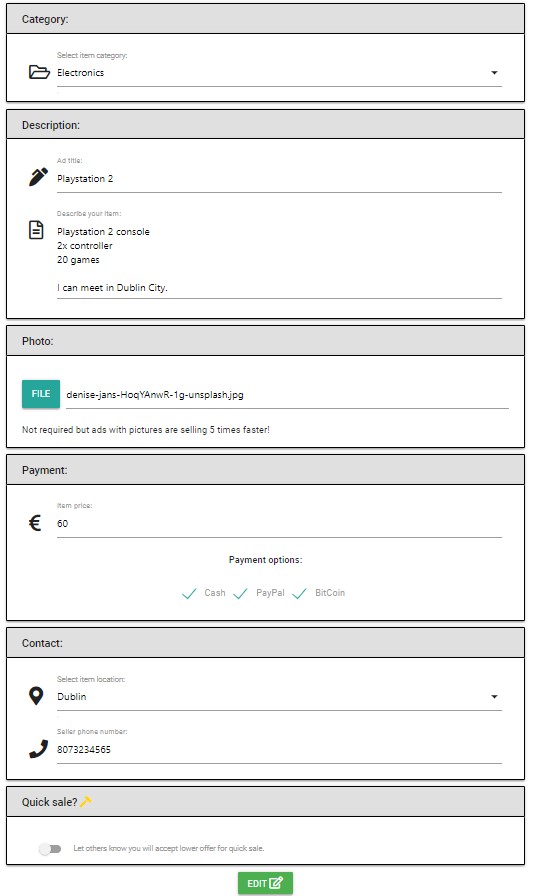 Category:
Select item category:
Electronics
Description:
Ad title:
Playstation 2
Describe your item:
Playstation 2 console
2x controller
20 games
I can meet in Dublin City.
Photo:
FILE
denise-jans-HoqYAnwR-1g-unsplash.jpg
Not required but ads with pictures are selling 5 times faster!
Payment:
Item price:
€
60
Payment options:
Cash PayPal BitCoin
Contact:
Select item location:
Dublin
Seller phone number:
8073234565
Quick sale?
Let others know you will accept lower offer for quick sale.
EDIT